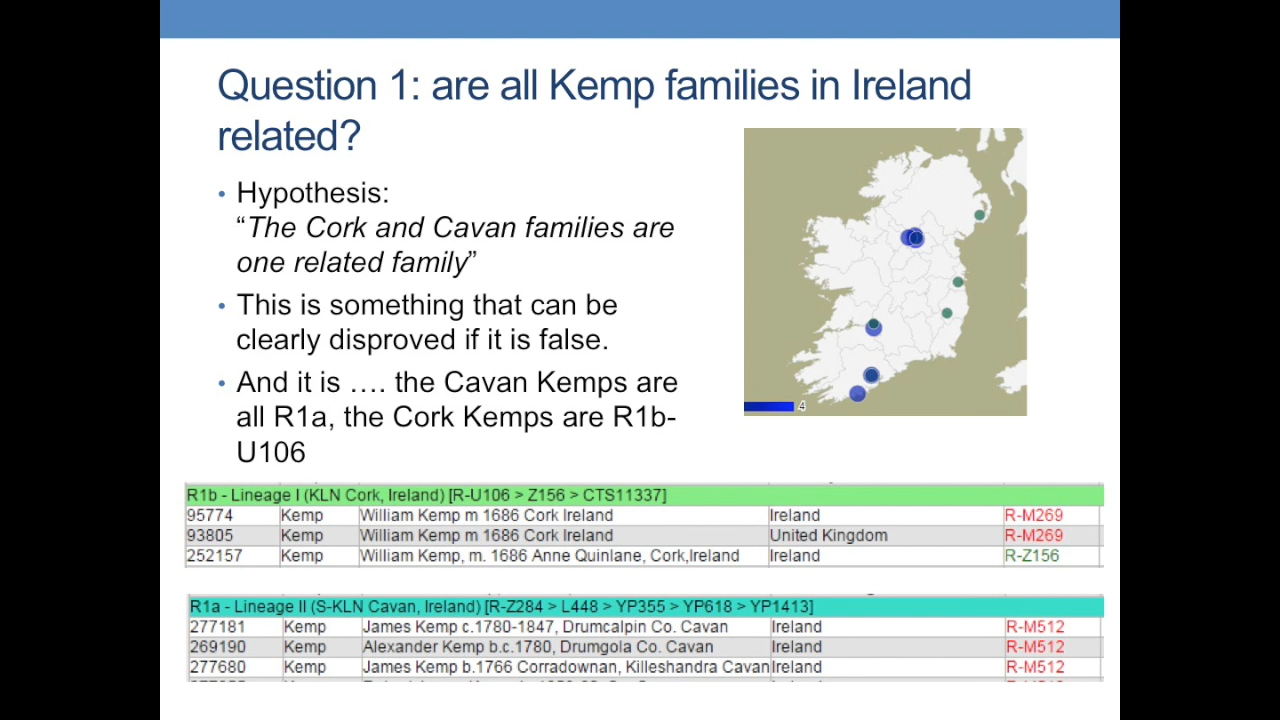 Question 1: are all Kemp families in Ireland
related?
• Hypothesis:
“The Cork and Cavan families are
one related family”
• This is something that can be
clearly disproved if it is false.
• And it is …. the Cavan Kemps are
all R1a, the Cork Kemps are R1b-
U106
4
R1b - Lineage I (KLN Cork, Ireland) [R-U106 > Z156 > CTS11337]
95774 Kemp William Kemp m 1686 Cork Ireland Ireland R-M269
93805 Kemp William Kemp m 1686 Cork Ireland United Kingdom R-M269
252157 Kemp William Kemp, m. 1686 Anne Quinlane, Cork,Ireland Ireland R-Z156
R1a - Lineage II (S-KLN Cavan, Ireland) [R-Z284 > L448 > YP355 > YP618 > YP1413]
277181 Kemp James Kemp c.1780-1847, Drumcalpin Co. Cavan Ireland R-M512
269190 Kemp Alexander Kemp b.c.1780, Drumgola Co. Cavan Ireland R-M512
277680 Kemp James Kemp b.1766 Corradownan, Killeshandra Cavan Ireland R-M512